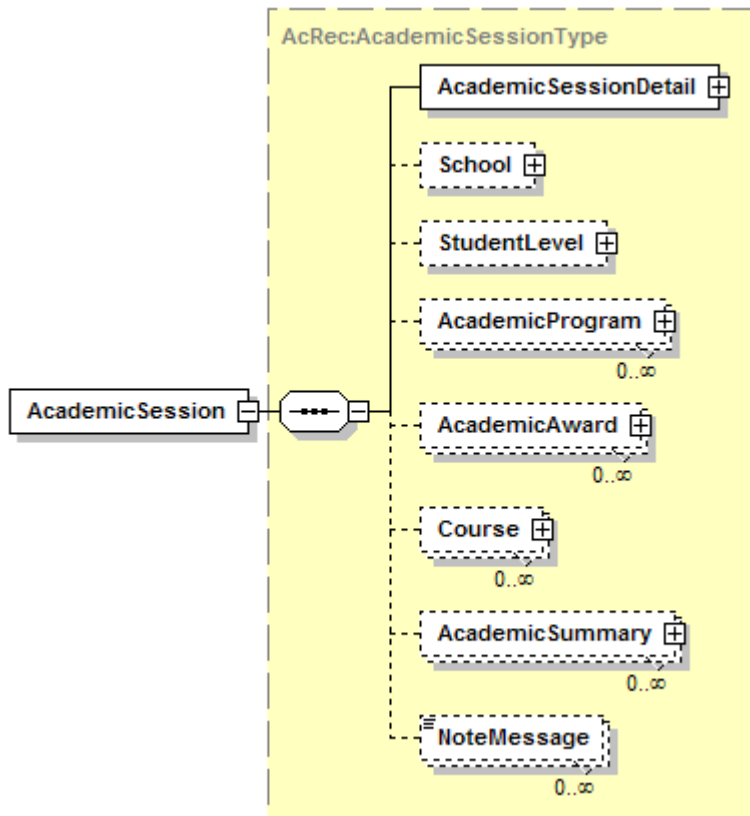 AcRec:AcademicSessionType
AcademicSessionDetail
School
StudentLevel
AcademicProgram
0..∞
AcademicSession
AcademicAward
0..∞
Course
0..∞
AcademicSummary
0..∞
NoteMessage
0..∞